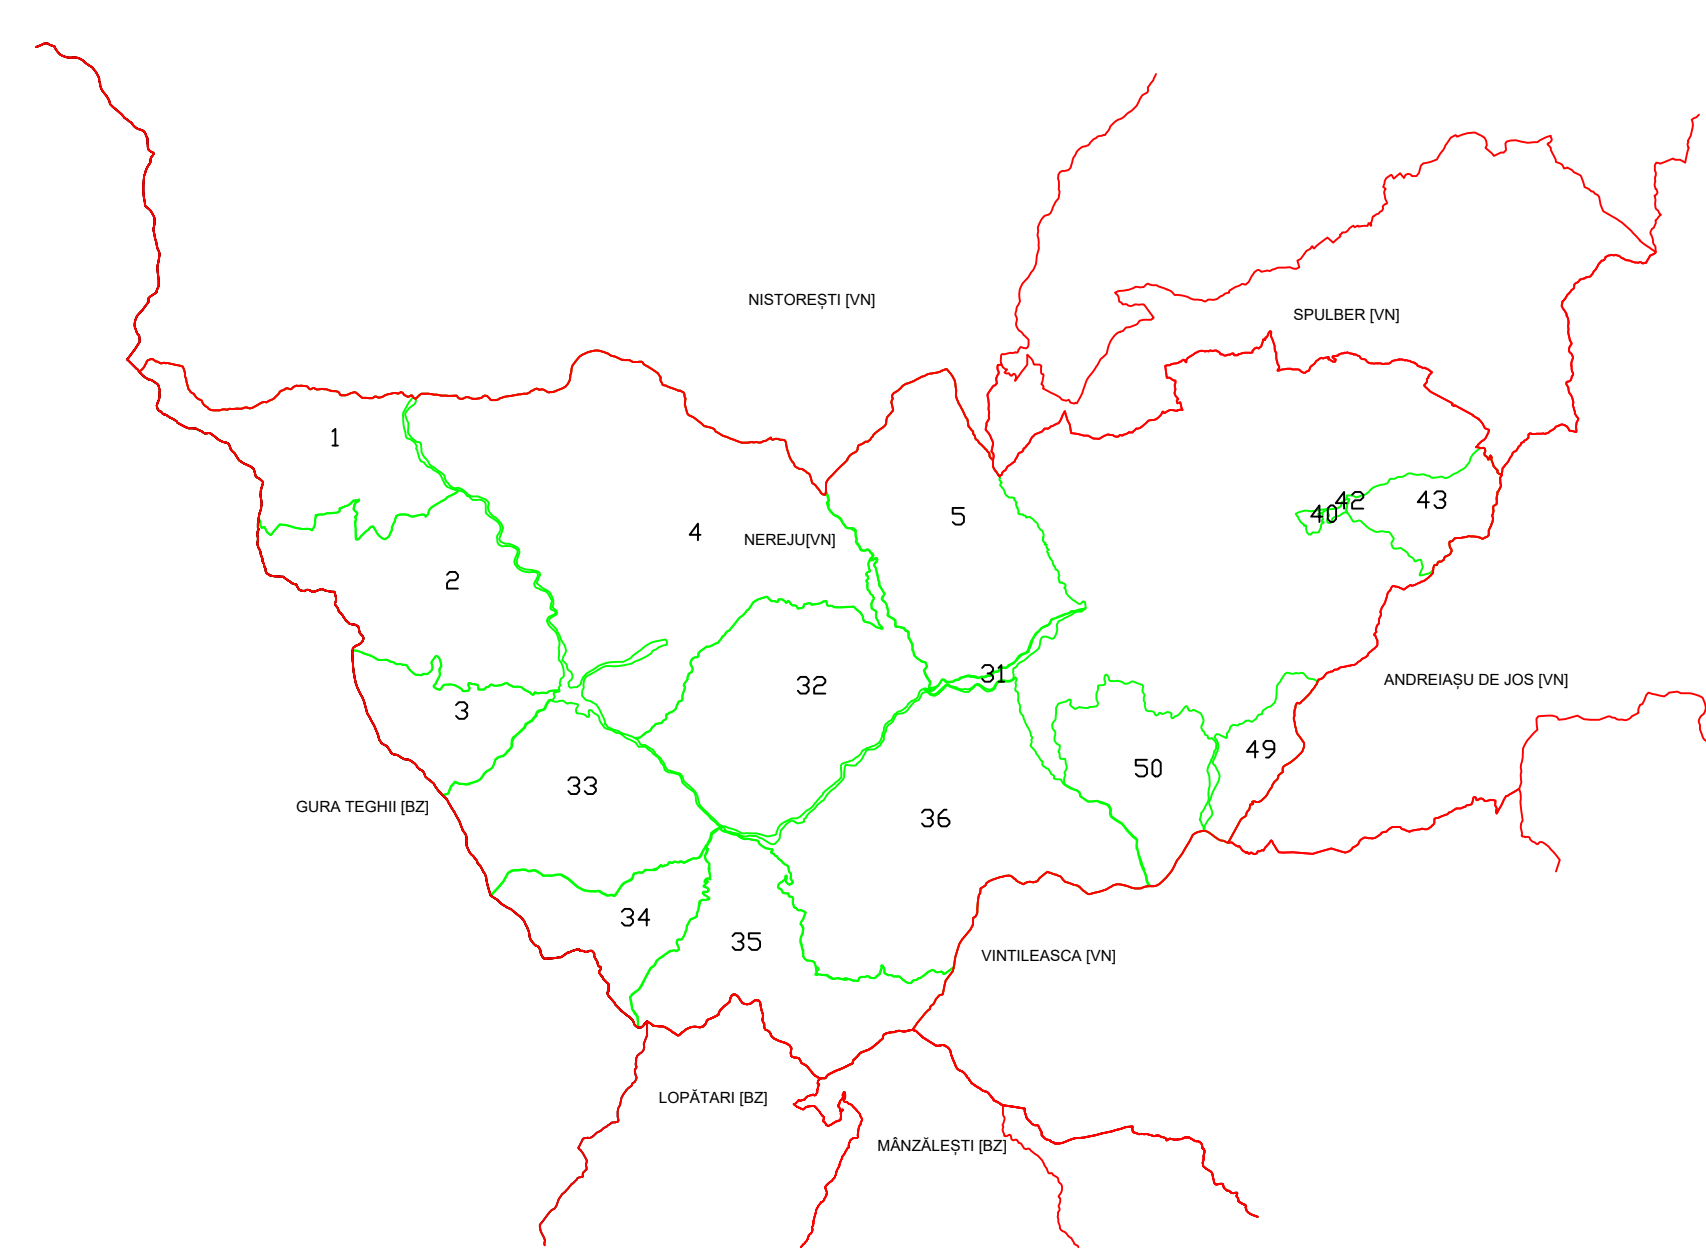 NISTOREȘTI [VN]
SPULBER [VN]
1
43
42
40
5
4
NEREJU[VN]
2
31
ANDREIAȘU DE JOS [VN]
32
3
49
50
33
GURA TEGHII [BZ]
36
34
35
VINTILEASCA [VN]
LOPĂTARI [BZ]
MÂNZĂLEȘTI [BZ]